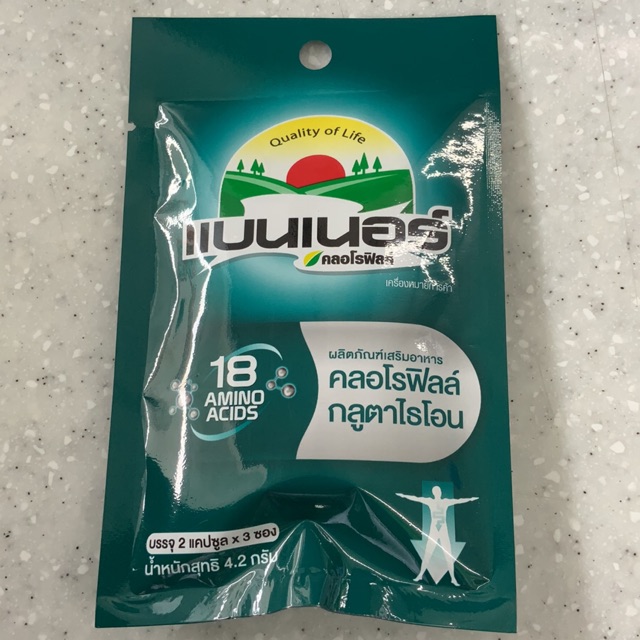 Quality of Life
แบนเนอร์
คลอโรฟิลล์
เครื่องหมายการค้า
18
AMINO
ACIDS
ผลิตภัณฑ์เสริมอาหาร
คลอโรฟิลล์
กลูตาไธโอน
บรรจุ 2 แคปซูล x 3 ซอง
น้ำหนักสุทธิ 4.2 กรัม